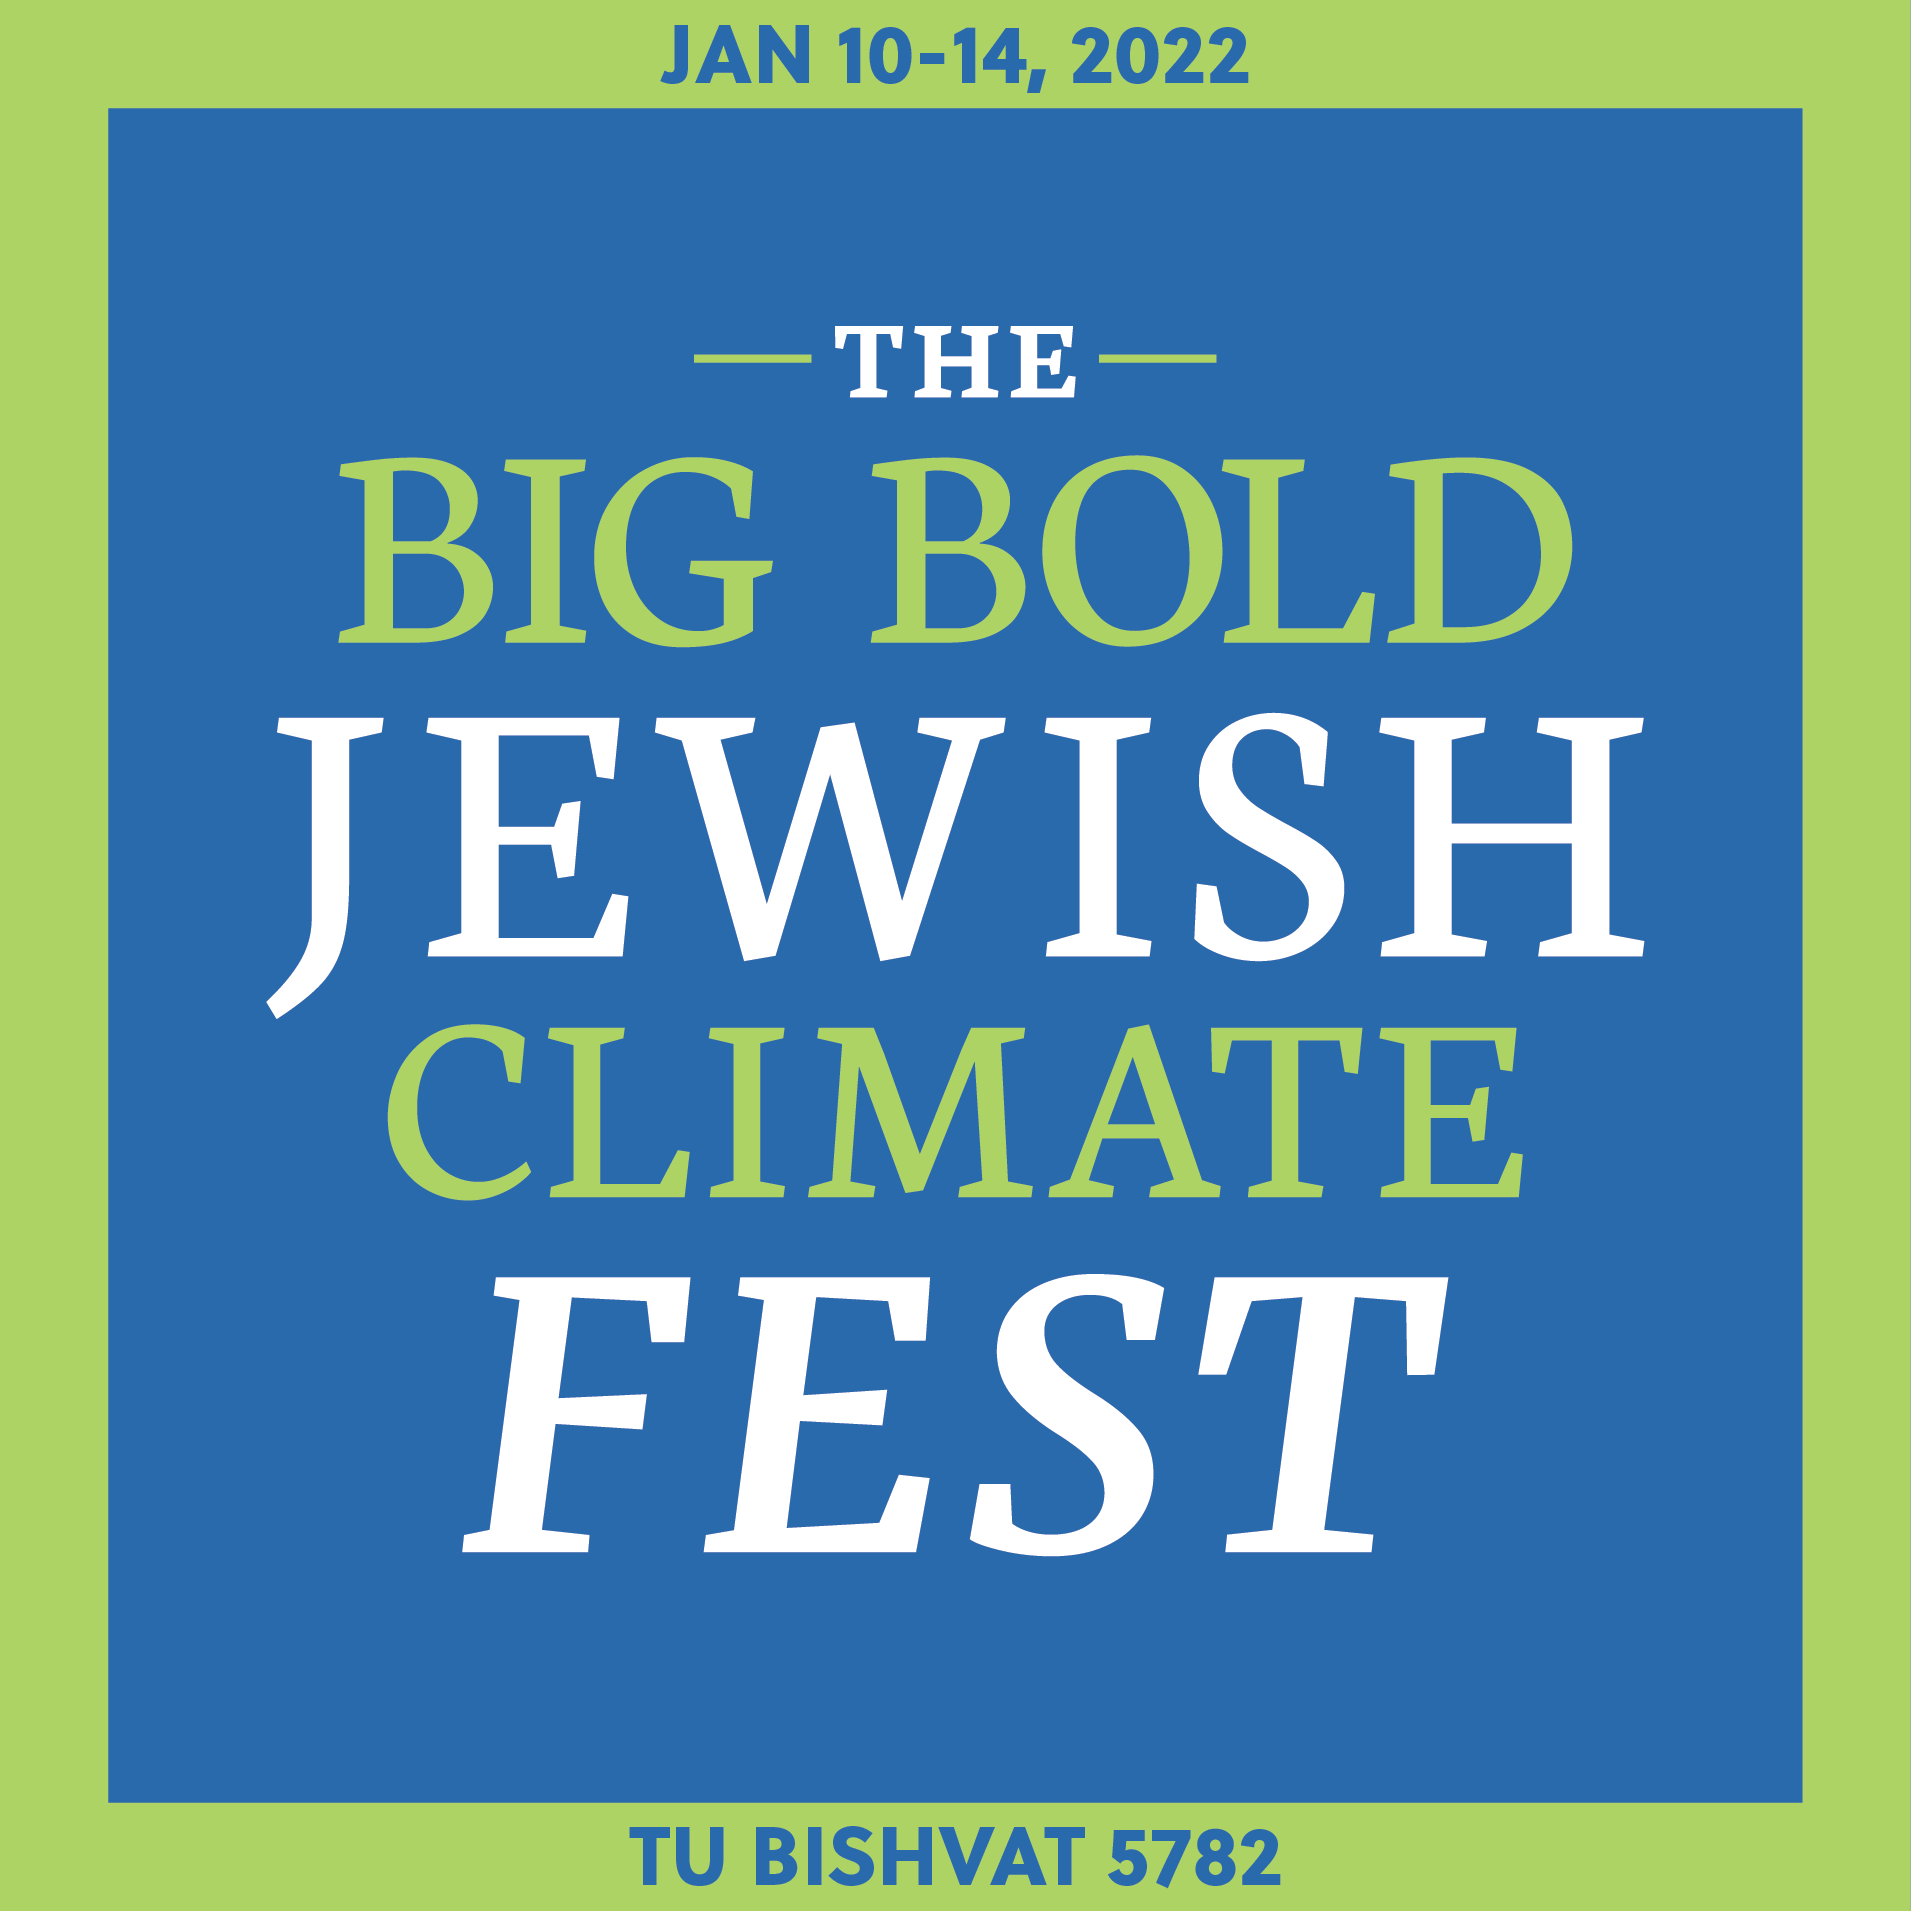 JAN 10-14, 2022
THE
BIG BOLD
JEWISH
CLIMATE
FEST
TU BISHVAT 5782